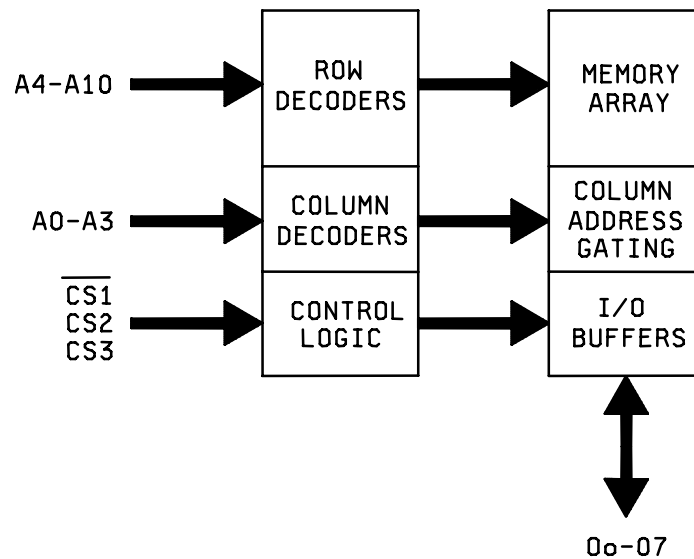 A4-A10
ROW
DECODERS
MEMORY
ARRAY
A0-A3
COLUMN
DECODERS
COLUMN
ADDRESS
GATING
C̅S̅1̅
CS2
CS3
CONTROL
LOGIC
I/O
BUFFERS
Oo-O7